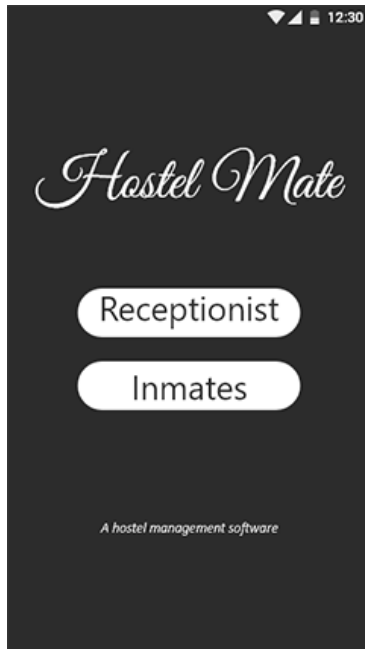 12:30
Hostel Mate
Receptionist
Inmates
A hostel management software